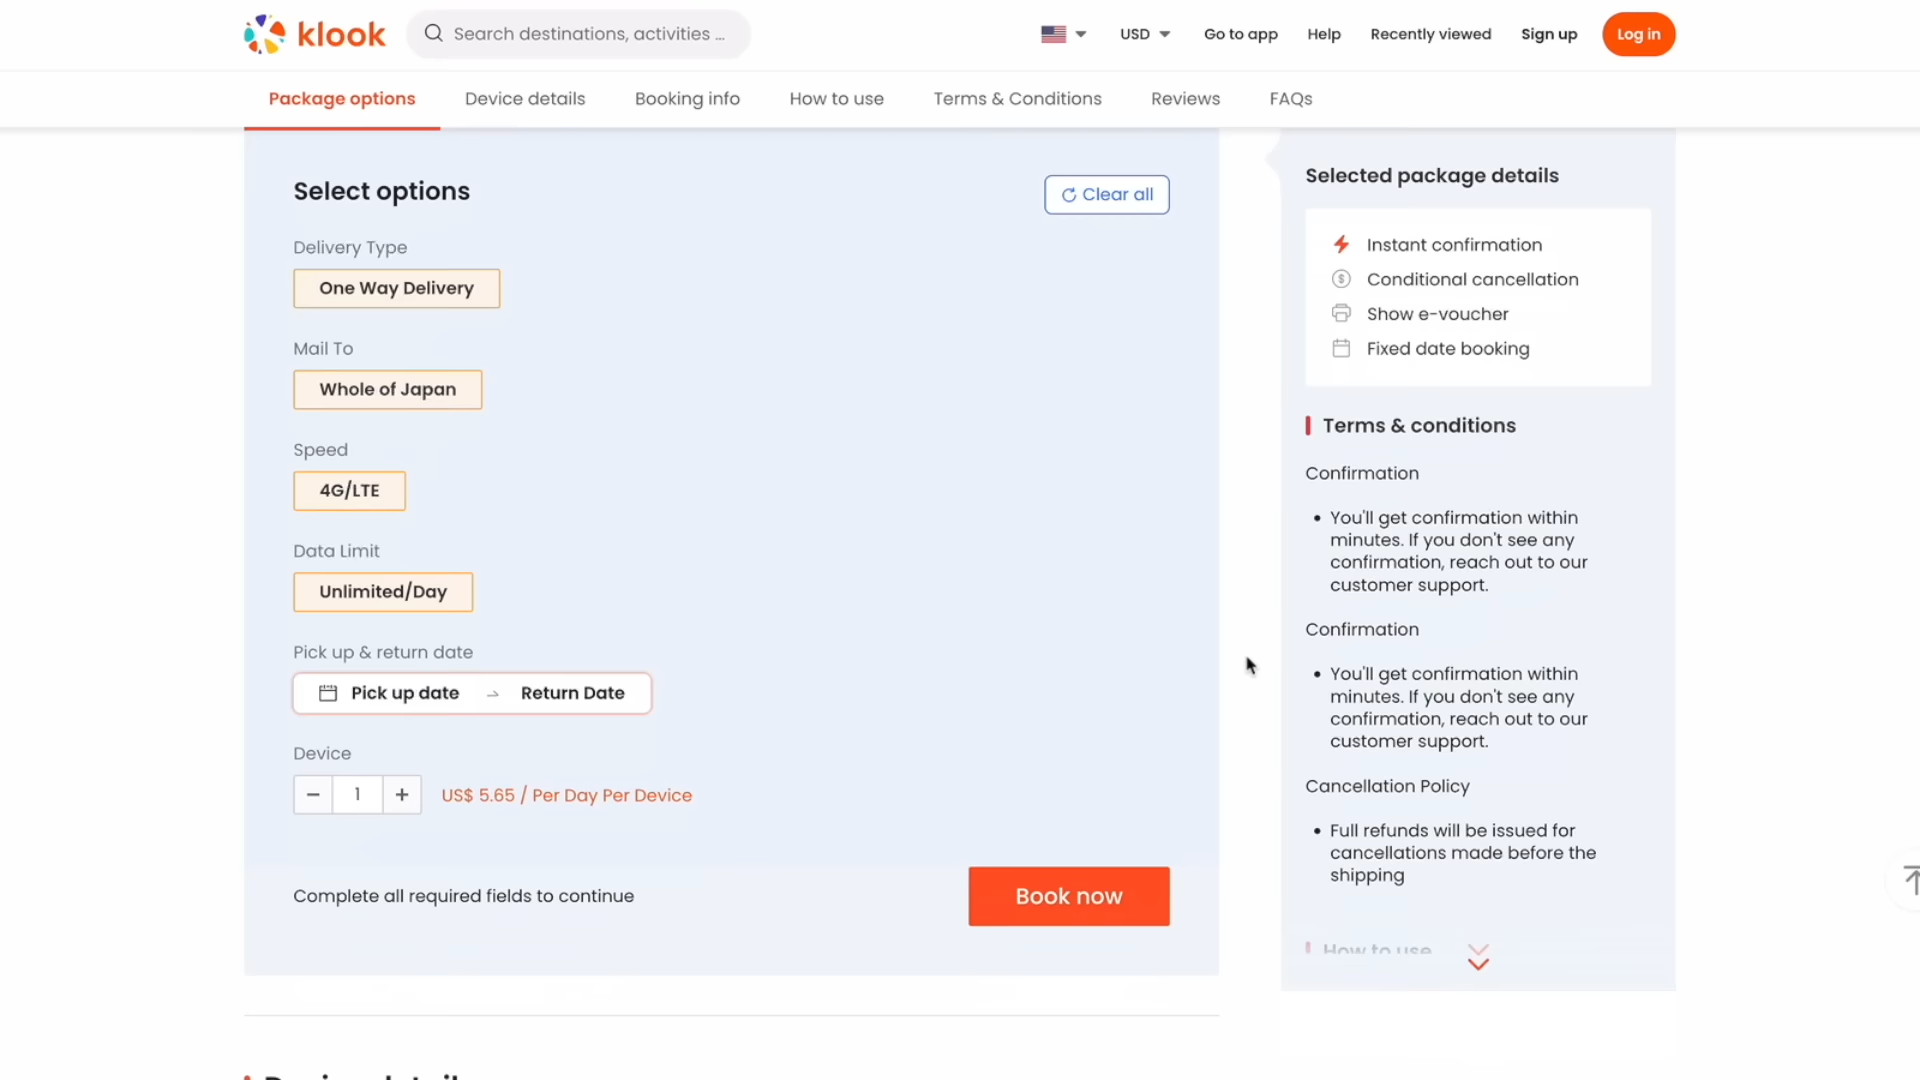 klook
Search destinations, activities ...
USD
Go to app
Help
Recently viewed
Sign up
Log in
Package options
Device details
Booking info
How to use
Terms & Conditions
Reviews
FAQs
Select options
Clear all
Delivery Type
One Way Delivery
Mail To
Whole of Japan
Speed
4G/LTE
Data Limit
Unlimited/Day
Pick up & return date
Pick up date → Return Date
Device
− 1 + US$ 5.65 / Per Day Per Device
Complete all required fields to continue
Book now
Selected package details
Instant confirmation
Conditional cancellation
Show e-voucher
Fixed date booking
Terms & conditions
Confirmation
• You'll get confirmation within
minutes. If you don't see any
confirmation, reach out to our
customer support.
Confirmation
• You'll get confirmation within
minutes. If you don't see any
confirmation, reach out to our
customer support.
Cancellation Policy
• Full refunds will be issued for
cancellations made before the
shipping
How to use